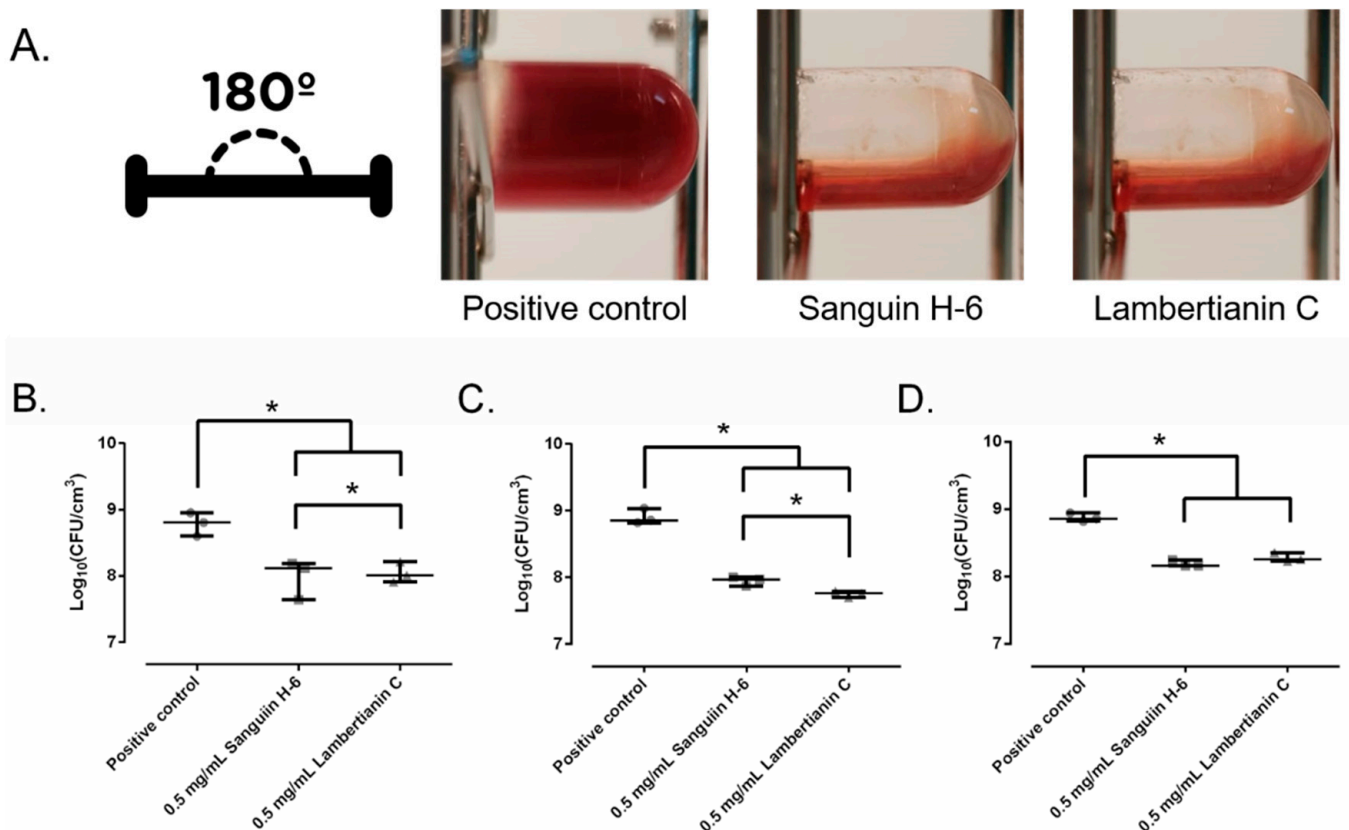 A.
180º
Positive control
Sanguin H-6
Lambertianin C
B.
*
*
10
9
8
7
Log10(CFU/cm3)
Positive control
0.5 mg/mL Sanguiin H-6
0.5 mg/mL Lambertianin C
C.
*
*
10
9
8
7
Log10(CFU/cm3)
Positive control
0.5 mg/mL Sanguiin H-6
0.5 mg/mL Lambertianin C
D.
*
10
9
8
7
Log10(CFU/cm3)
Positive control
0.5 mg/mL Sanguiin H-6
0.5 mg/mL Lambertianin C